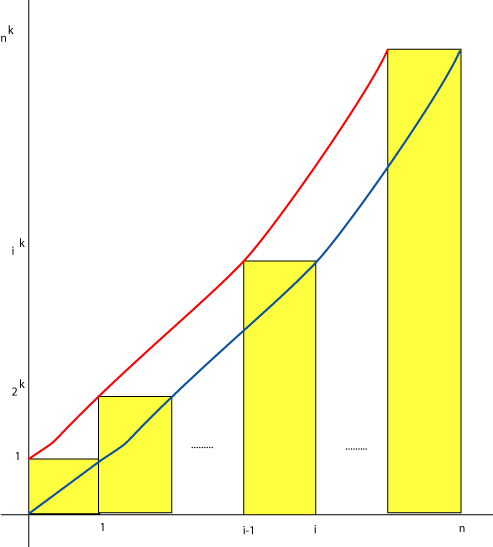 n^k
i^k
2^k
1
......... .........
1 i-1 i n